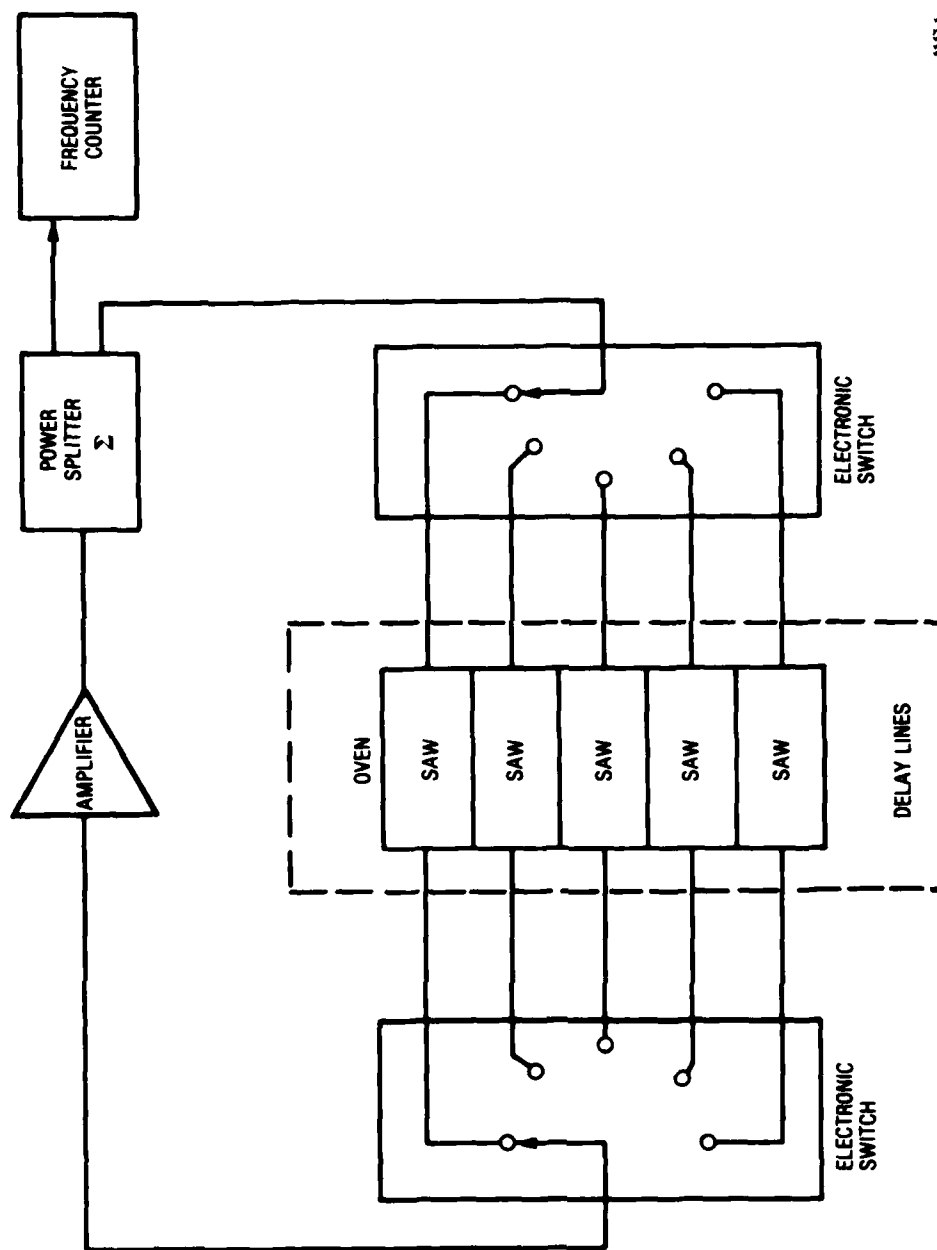 FREQUENCY
COUNTER
POWER
SPLITTER
Σ
AMPLIFIER
ELECTRONIC
SWITCH
OVEN
SAW
SAW
SAW
SAW
SAW
DELAY LINES
ELECTRONIC
SWITCH